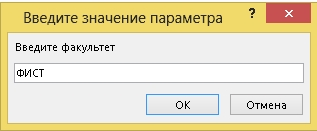 Введите значение параметра ?
Введите факультет
ФИСТ
ОК Отмена